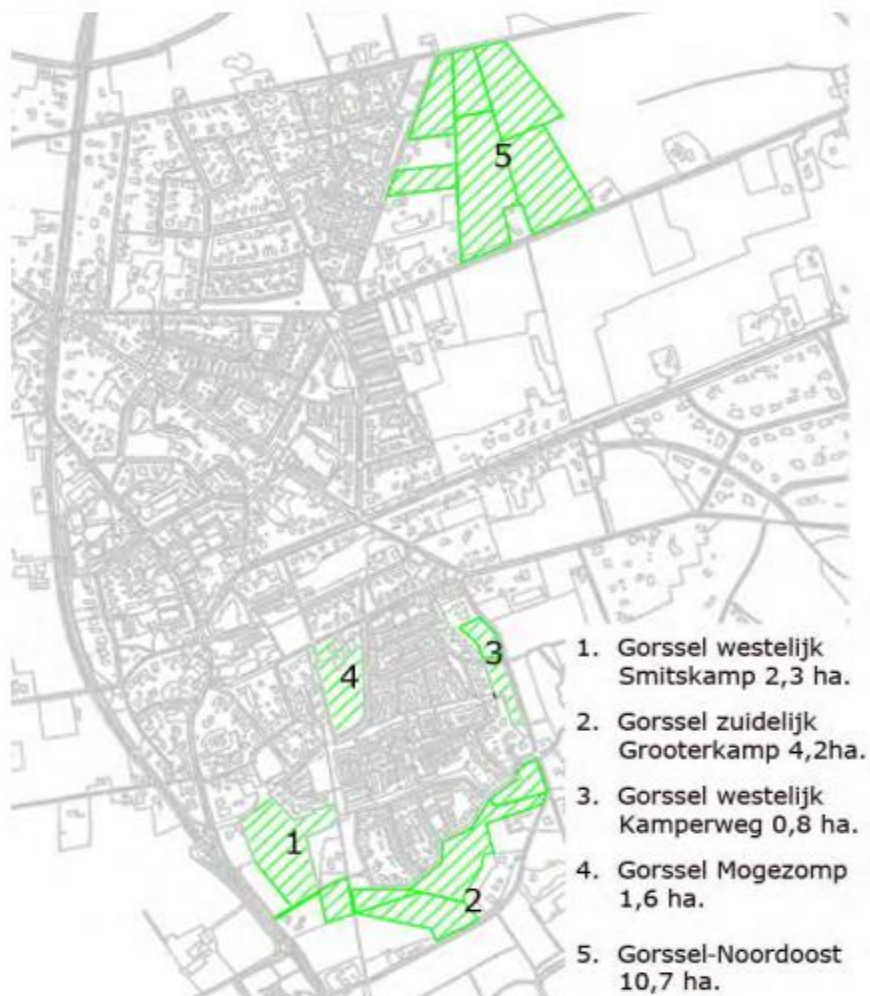 5
3
4
1
2
1. Gorssel westelijk
Smitskamp 2,3 ha.
2. Gorssel zuidelijk
Grooterkamp 4,2ha.
3. Gorssel westelijk
Kamperweg 0,8 ha.
4. Gorssel Mogezomp
1,6 ha.
5. Gorssel-Noordoost
10,7 ha.